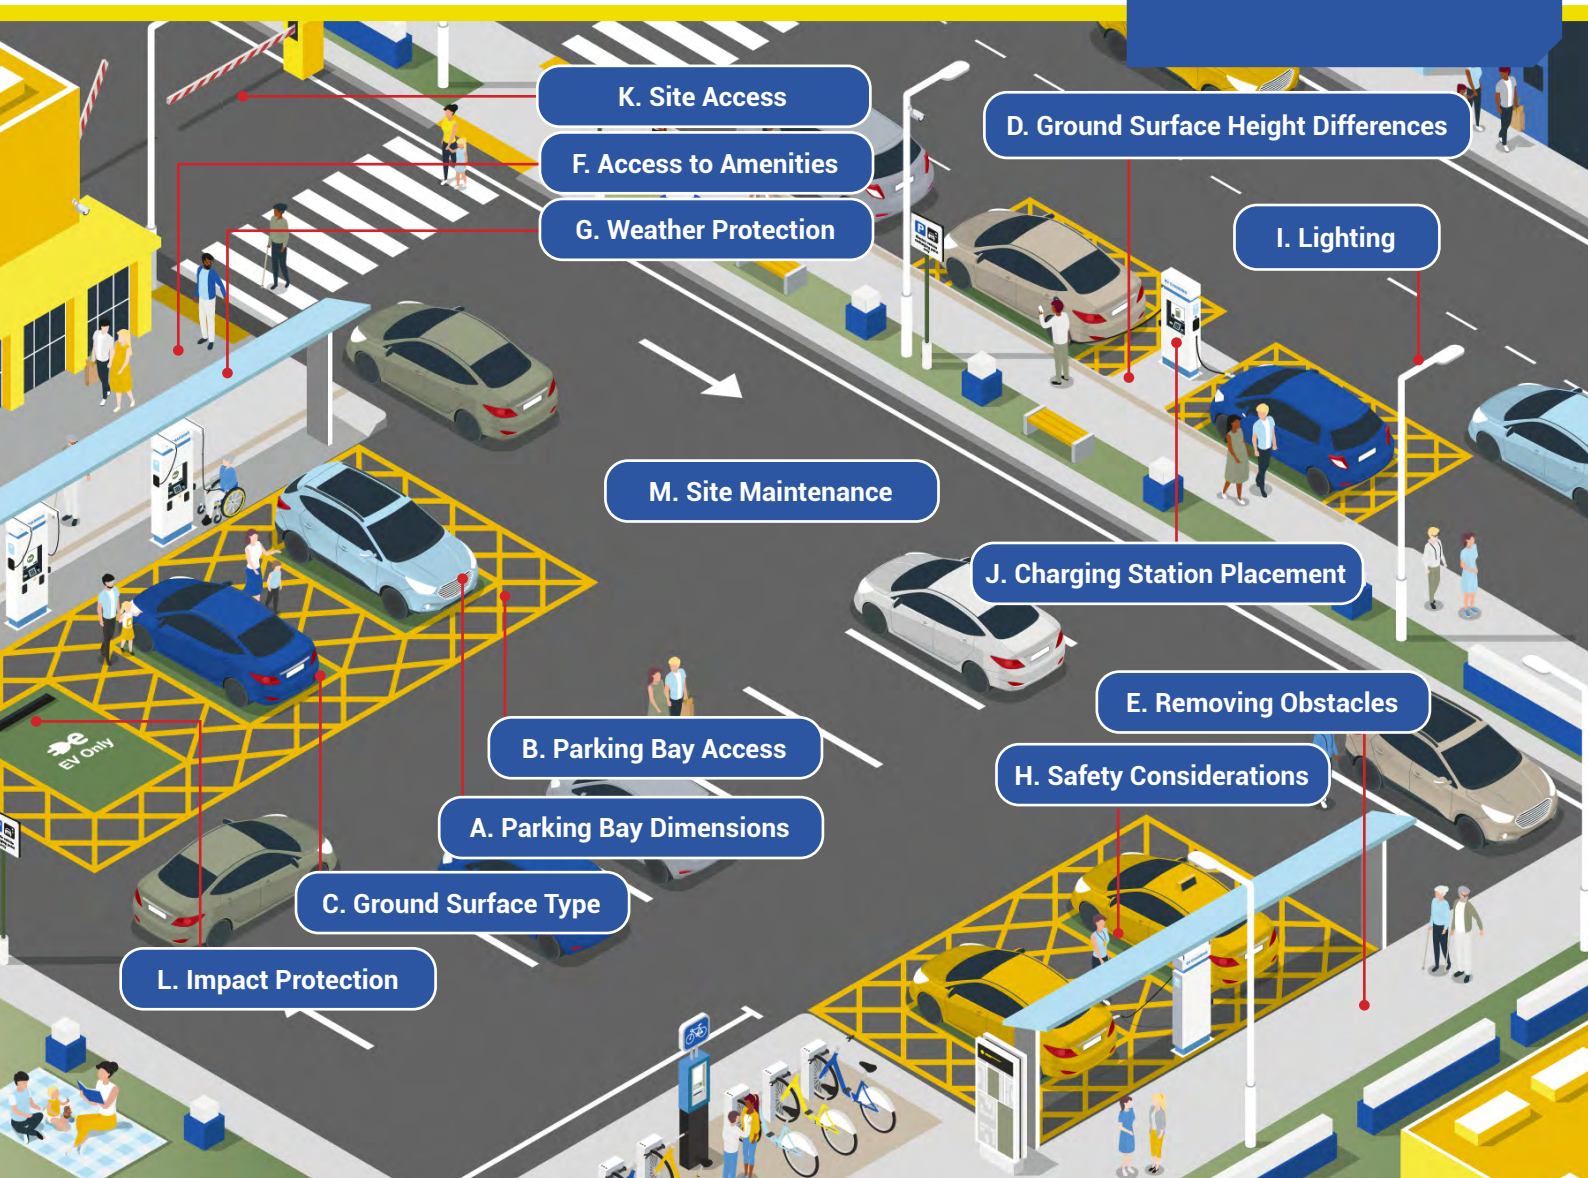 K. Site Access
D. Ground Surface Height Differences
F. Access to Amenities
G. Weather Protection
I. Lighting
P
M. Site Maintenance
J. Charging Station Placement
E. Removing Obstacles
B. Parking Bay Access
H. Safety Considerations
EV Only
A. Parking Bay Dimensions
C. Ground Surface Type
L. Impact Protection